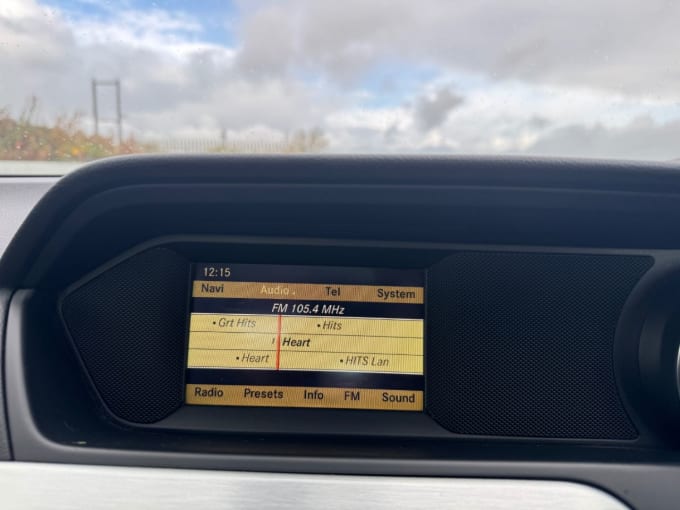 12:15
Navi Audio Tel System
FM 105.4 MHz
• Grt Hits • Hits
1 Heart
• Heart • HITS Lan
Radio Presets Info FM Sound